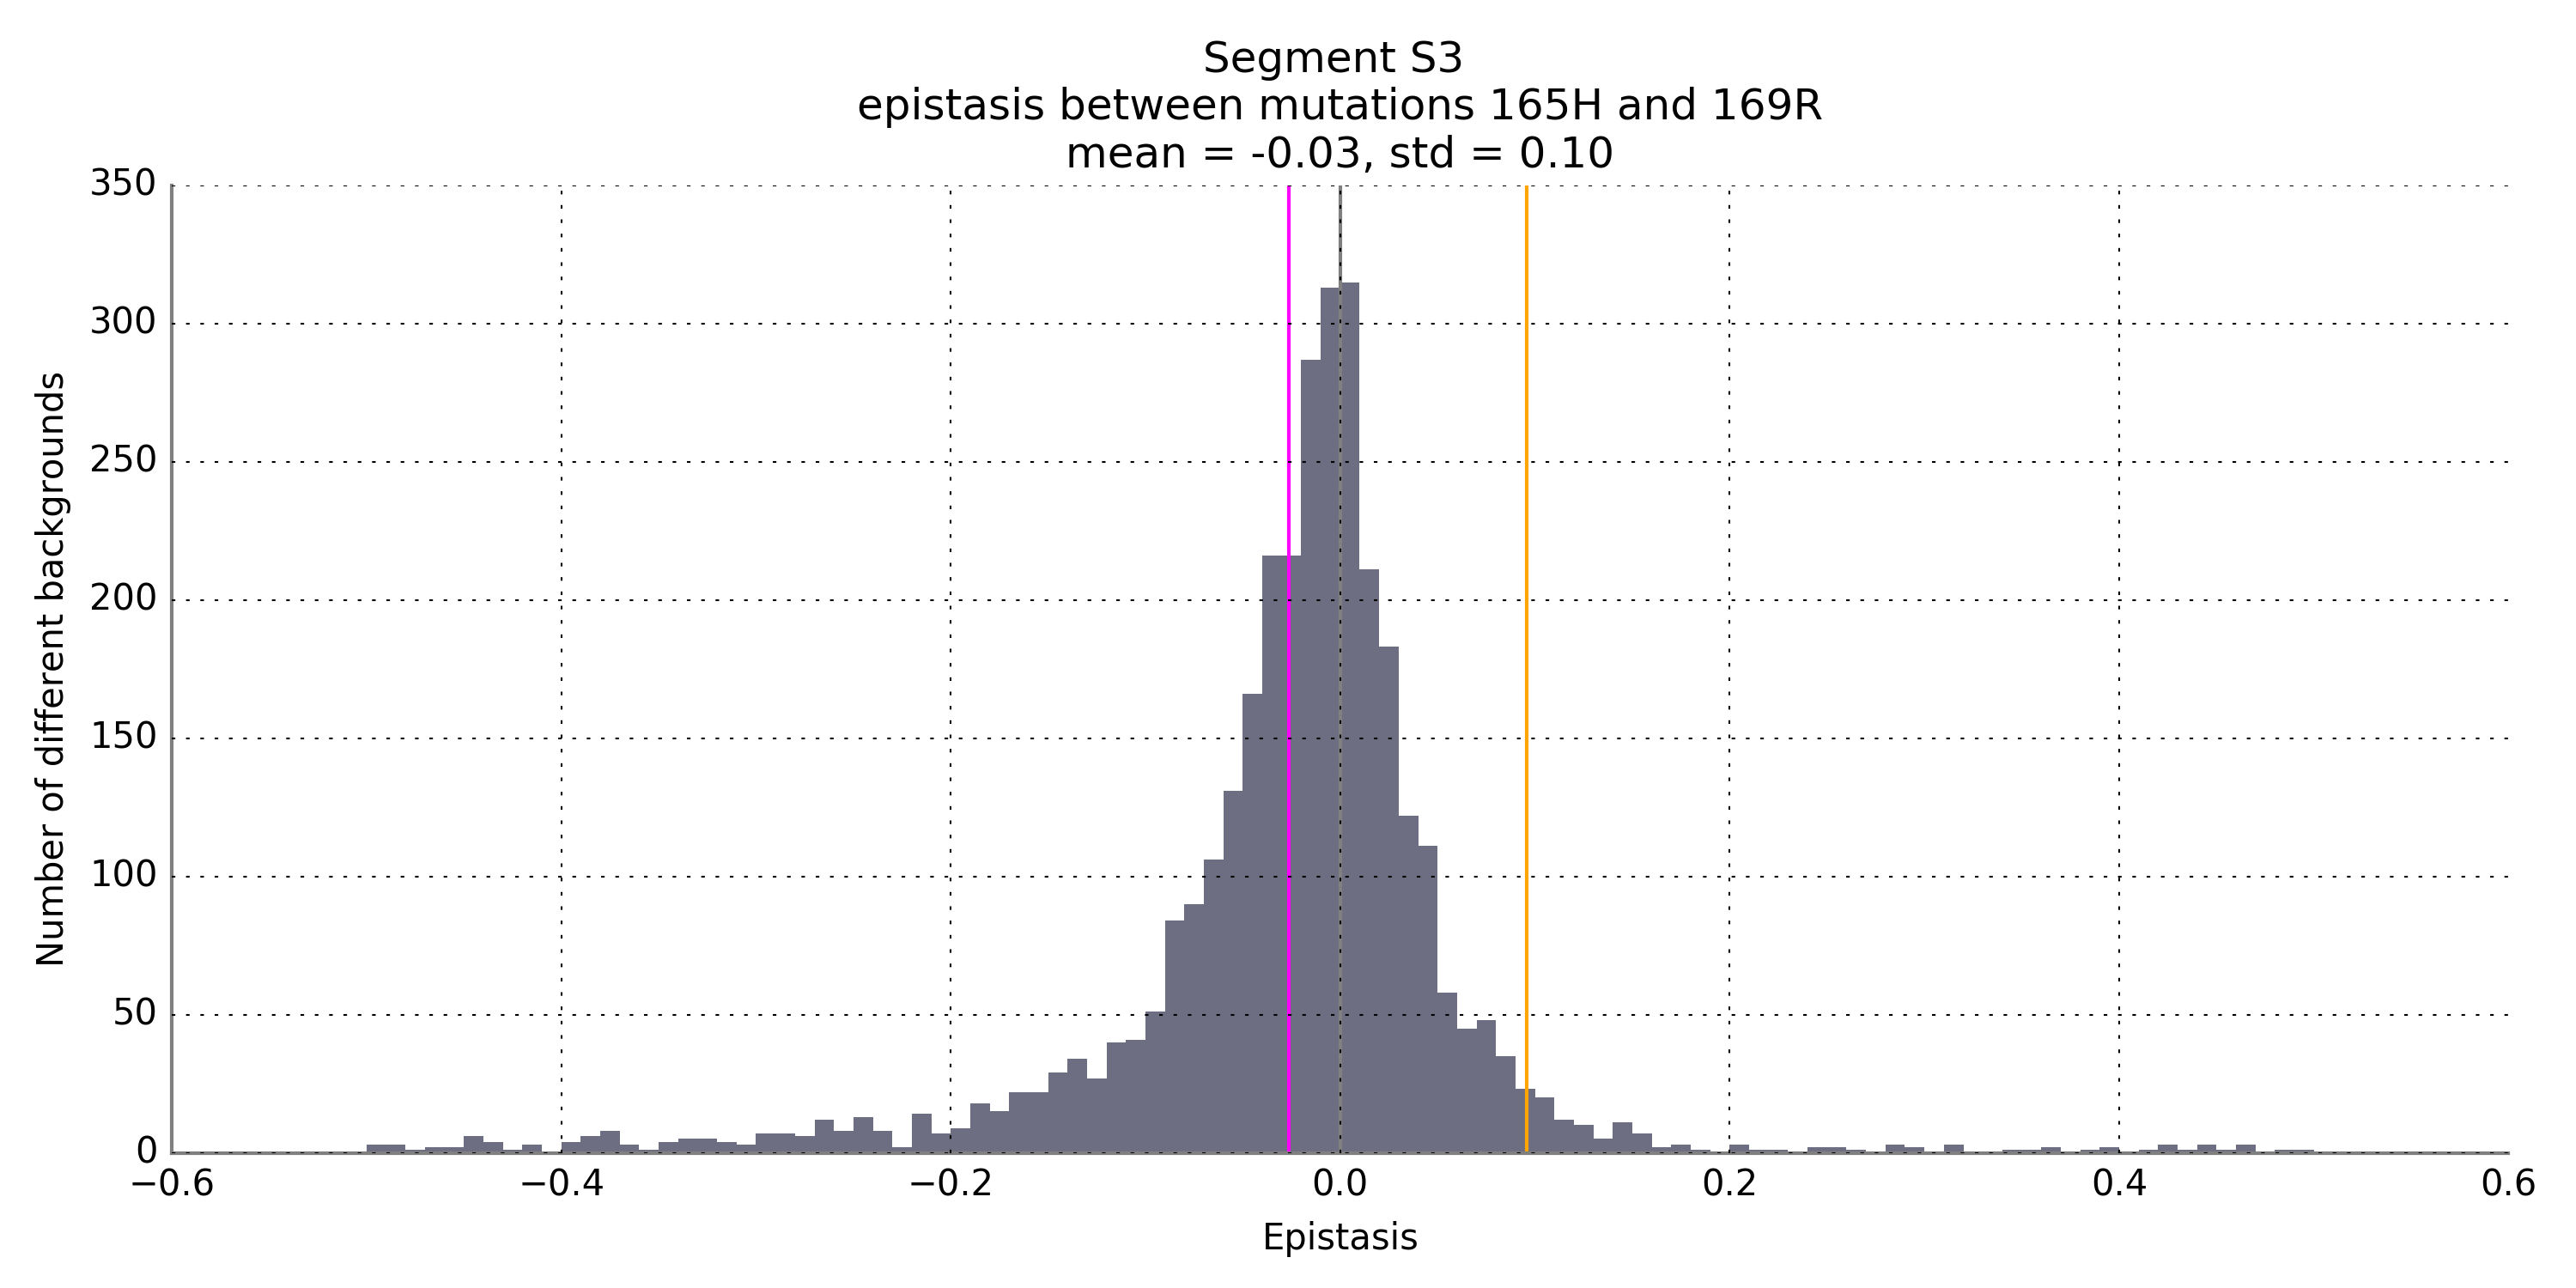 Segment S3
epistasis between mutations 165H and 169R
mean = -0.03, std = 0.10
350
300
250
200
150
100
50
0
Number of different backgrounds
−0.6 −0.4 −0.2 0.0 0.2 0.4 0.6
Epistasis